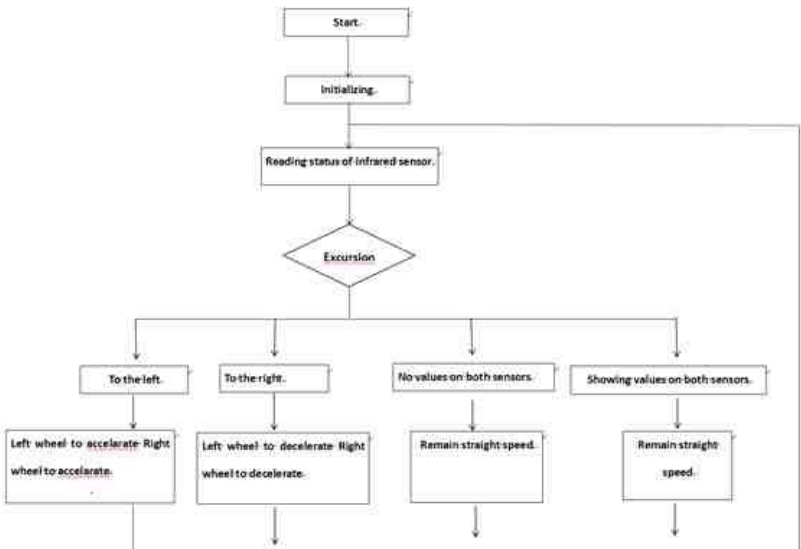 Start.
Initializing.
Reading status of infrared sensor.
Excursion
To the left.
To the right.
No values on both sensors.
Showing values on both sensors.
Left wheel to accelarate Right
wheel to accelarate.
Left wheel to decelerate Right
wheel to decelerate.
Remain straight speed.
Remain straight
speed.